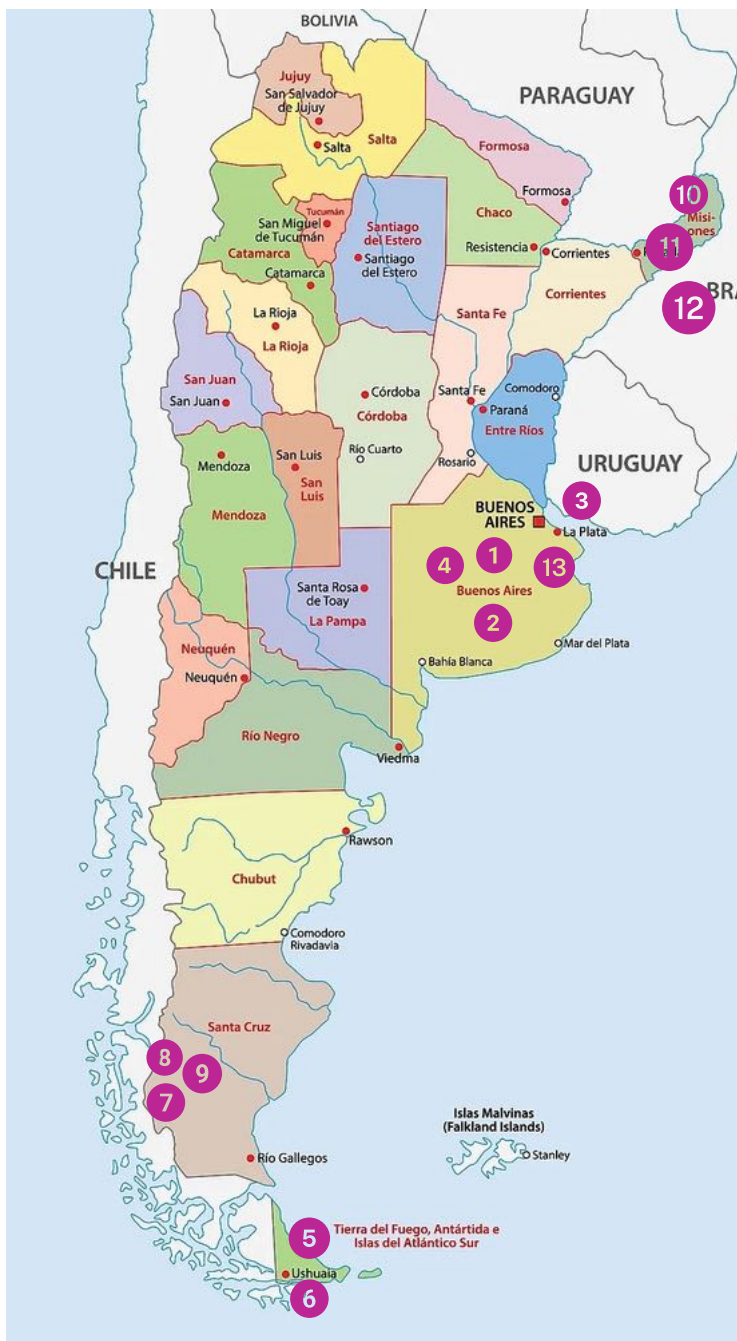 BOLIVIA
Jujuy
San Salvador
de Jujuy
Salta
Salta
PARAGUAY
Formosa
Formosa
Chaco
Resistencia
Tucumán
San Miguel
de Tucumán
Catamarca
Catamarca
Santiago
del Estero
Santiago
del Estero
10
Misi-
ones
11
Corrientes
Corrientes
12
BRA
La Rioja
La Rioja
Santa Fe
Santa Fe
San Juan
San Juan
Córdoba
Córdoba
Río Cuarto
Comodoro
Paraná
Entre Ríos
Rosario
Mendoza
Mendoza
San Luis
San
Luis
URUGUAY
3
BUENOS
AIRES
La Plata
CHILE
4
1
13
Buenos Aires
2
Santa Rosa
de Toay
La Pampa
Neuquén
Neuquén
Bahía Blanca
Mar del Plata
Río Negro
Viedma
Rawson
Chubut
Comodoro
Rivadavia
Santa Cruz
8
9
7
Río Gallegos
Islas Malvinas
(Falkland Islands)
Stanley
5
Tierra del Fuego, Antártida e
Islas del Atlántico Sur
Ushuaia
6